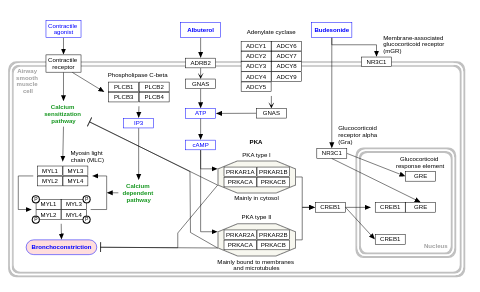 Contractile
agonist
Albuterol
Adenylate cyclase
Budesonide
ADCY1 ADCY6
ADCY2 ADCY7
ADCY3 ADCY8
ADCY4 ADCY9
ADCY5
Membrane-associated
glucocorticoid receptor
(mGR)
NR3C1
Contractile
receptor
ADRB2
Airway
smooth
muscle
cell
Phospholipase C-beta
PLCB1 PLCB2
PLCB3 PLCB4
GNAS
Calcium
sensitization
pathway
IP3
ATP
GNAS
cAMP
PKA
PKA type I
Glucocorticoid
receptor alpha
(Gra)
NR3C1
Myosin light
chain (MLC)
MYL1 MYL3
MYL2 MYL4
PRKAR1A PRKAR1B
PRKACA PRKACB
Mainly in cytosol
Glucocorticoid
response element
GRE
Calcium
dependent
pathway
P P
MYL1 MYL3
MYL2 MYL4
P P
CREB1
CREB1 GRE
PKA type II
PRKAR2A PRKAR2B
PRKACA PRKACB
Mainly bound to membranes
and microtubules
CREB1
Nucleus
Bronchoconstriction